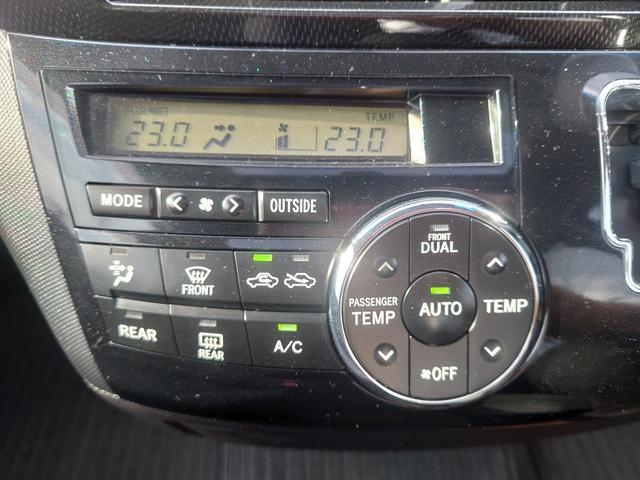 PASSENGER TEMP
23.0 23.0
MODE OUTSIDE
FRONT
DUAL
FRONT
PASSENGER
TEMP AUTO TEMP
REAR REAR A/C
OFF